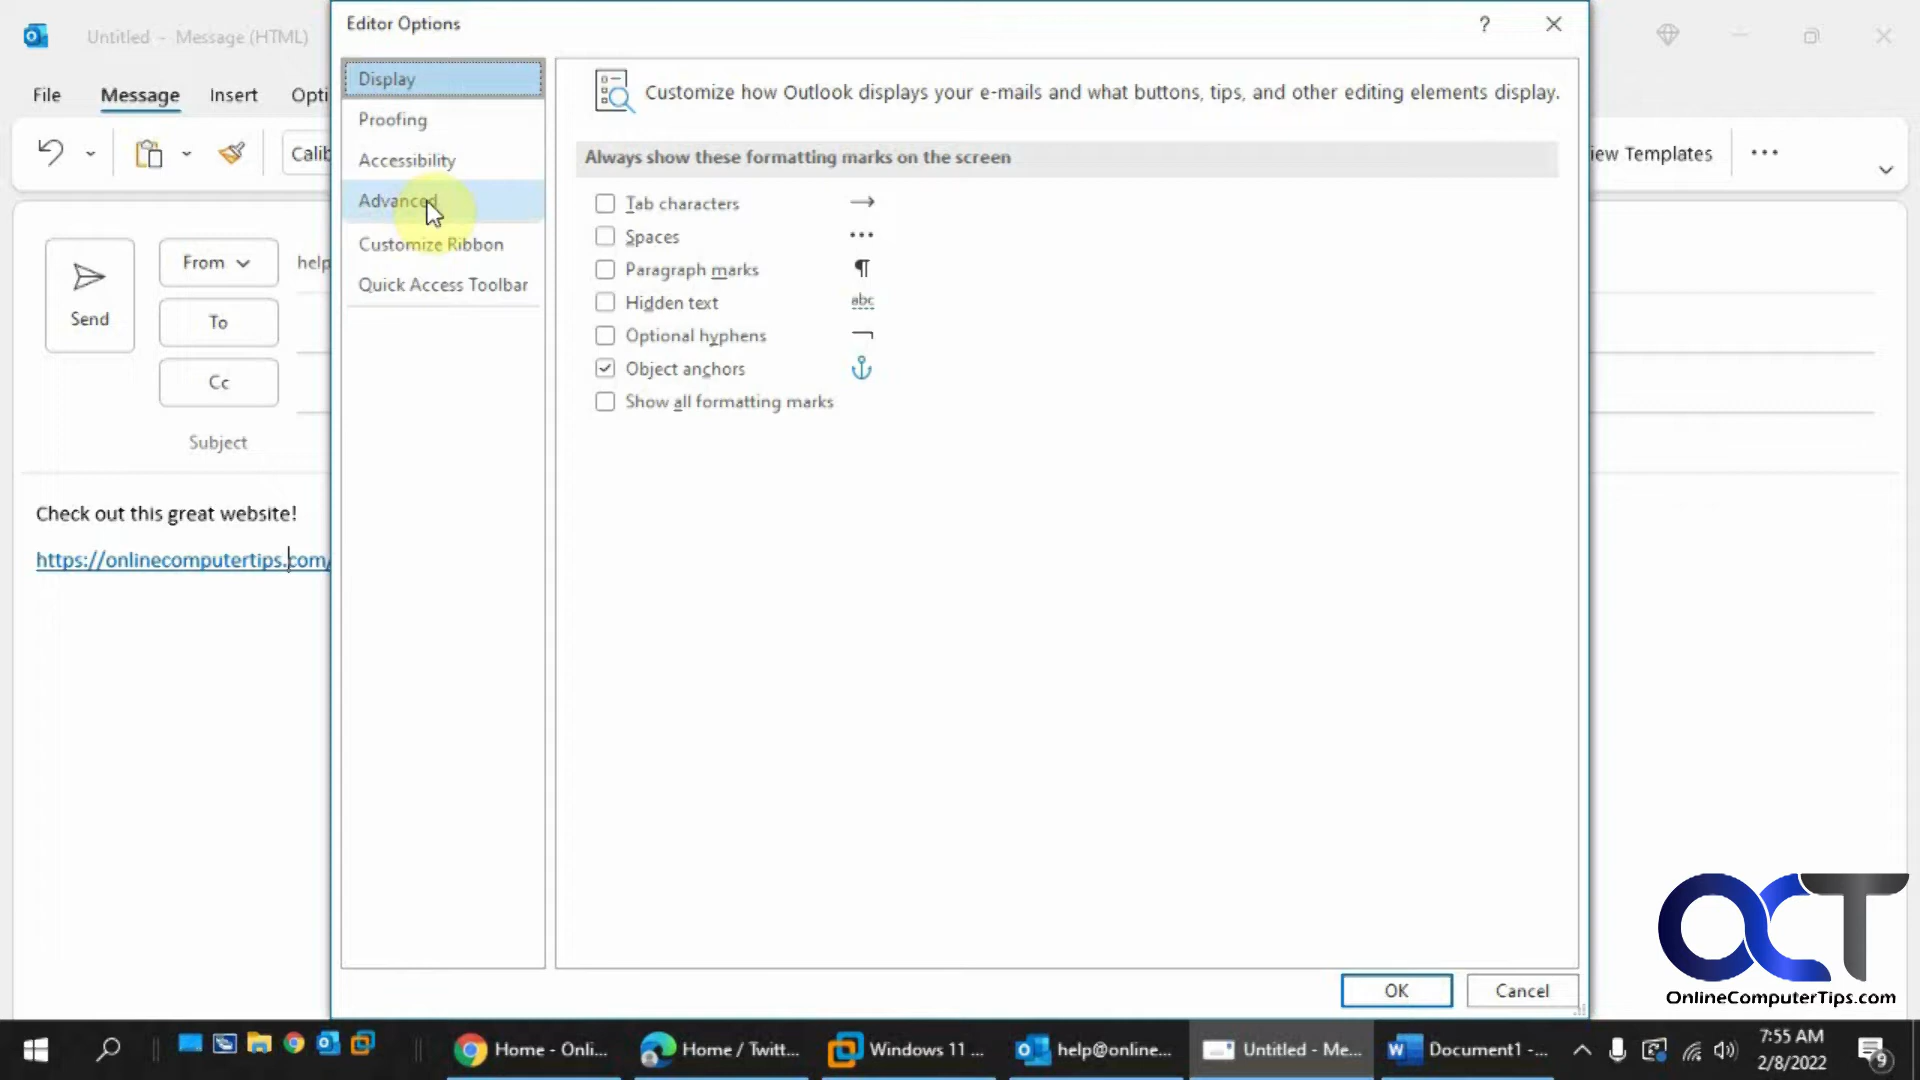 Untitled - Message (HTML)
Editor Options
?
File Message Insert Opti
Calib
iew Templates
Send
From
help
To
Cc
Subject
Check out this great website!
https://onlinecomputertips.com/
Display
Proofing
Accessibility
Advanced
Customize Ribbon
Quick Access Toolbar
Customize how Outlook displays your e-mails and what buttons, tips, and other editing elements display.
Always show these formatting marks on the screen
Tab characters →
Spaces •••
Paragraph marks ¶
Hidden text abc
Optional hyphens ¬
Object anchors
Show all formatting marks
OK Cancel
OCT
OnlineComputerTips.com
Home - Onli...
Home / Twitt...
Windows 11 ...
help@online...
Untitled - Me...
Document1 -...
7:55 AM
2/8/2022
9